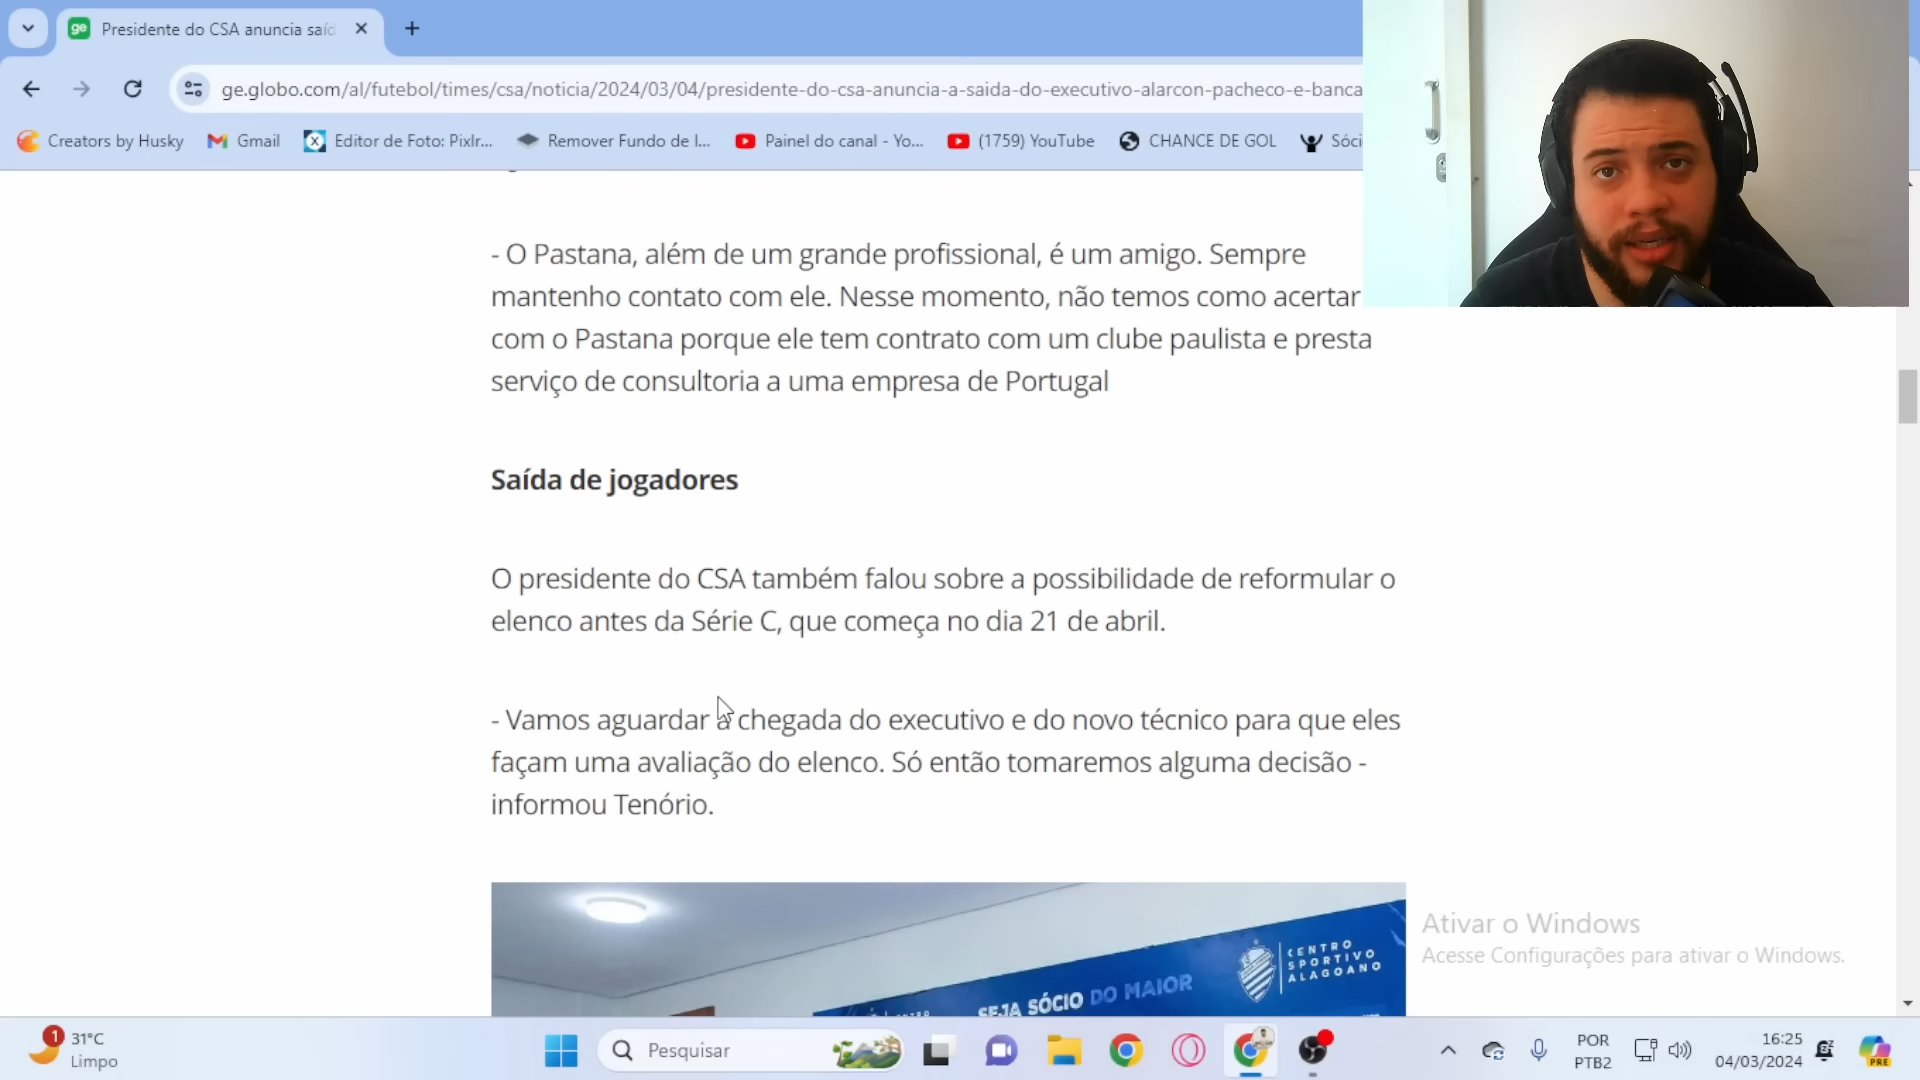 ge
Presidente do CSA anuncia saíd
ge.globo.com/al/futebol/times/csa/noticia/2024/03/04/presidente-do-csa-anuncia-a-saida-do-executivo-alarcon-pacheco-e-banca
Creators by Husky
Gmail
Editor de Foto: Pixlr...
Remover Fundo de I...
Painel do canal - Yo...
(1759) YouTube
CHANCE DE GOL
Sóci
- O Pastana, além de um grande profissional, é um amigo. Sempre
mantenho contato com ele. Nesse momento, não temos como acertar
com o Pastana porque ele tem contrato com um clube paulista e presta
serviço de consultoria a uma empresa de Portugal
Saída de jogadores
O presidente do CSA também falou sobre a possibilidade de reformular o
elenco antes da Série C, que começa no dia 21 de abril.
- Vamos aguardar a chegada do executivo e do novo técnico para que eles
façam uma avaliação do elenco. Só então tomaremos alguma decisão -
informou Tenório.
CENTRO
SPORTIVO
ALAGOANO
SEJA SÓCIO DO MAIOR
Ativar o Windows
Acesse Configurações para ativar o Windows.
1
31°C
Limpo
Pesquisar
POR
PTB2
16:25
04/03/2024
PRE